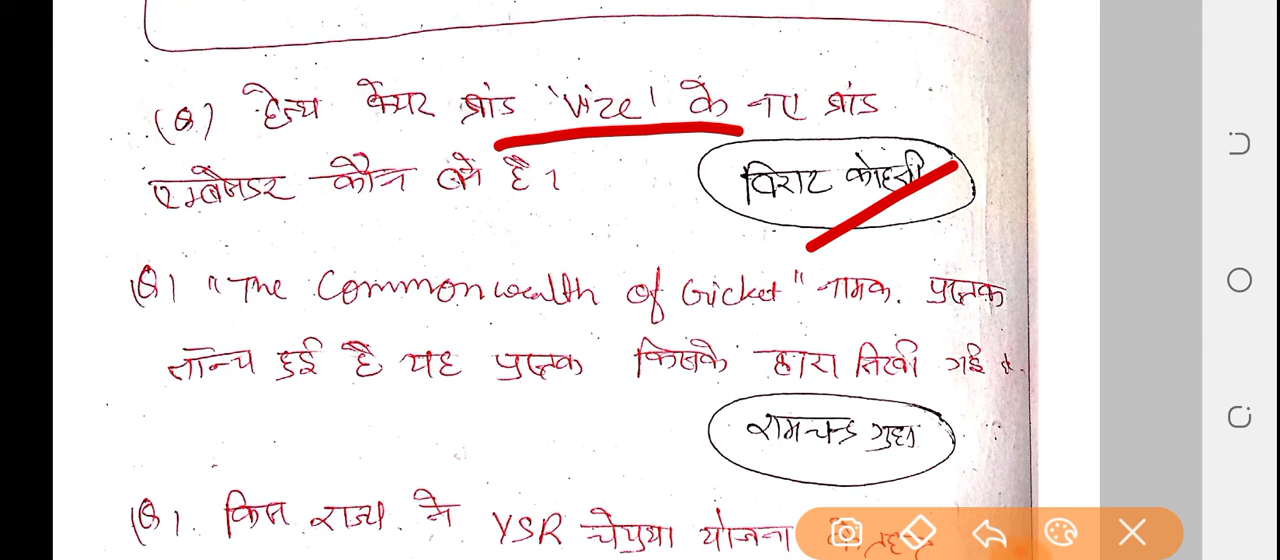 (Q) हेल्थ केयर ब्रांड 'Vize' के नए ब्रांड
एम्बेसडर कौन बने है।
विराट कोहली
(Q) "The Commonwealth of Cricket" नामक पुस्तक
लॉन्च हुई है यह पुस्तक किसके द्वारा लिखी गई है.
रामचन्द्र गुहा
(Q). किस राज्य ने YSR चेयुथा योजना के तहत